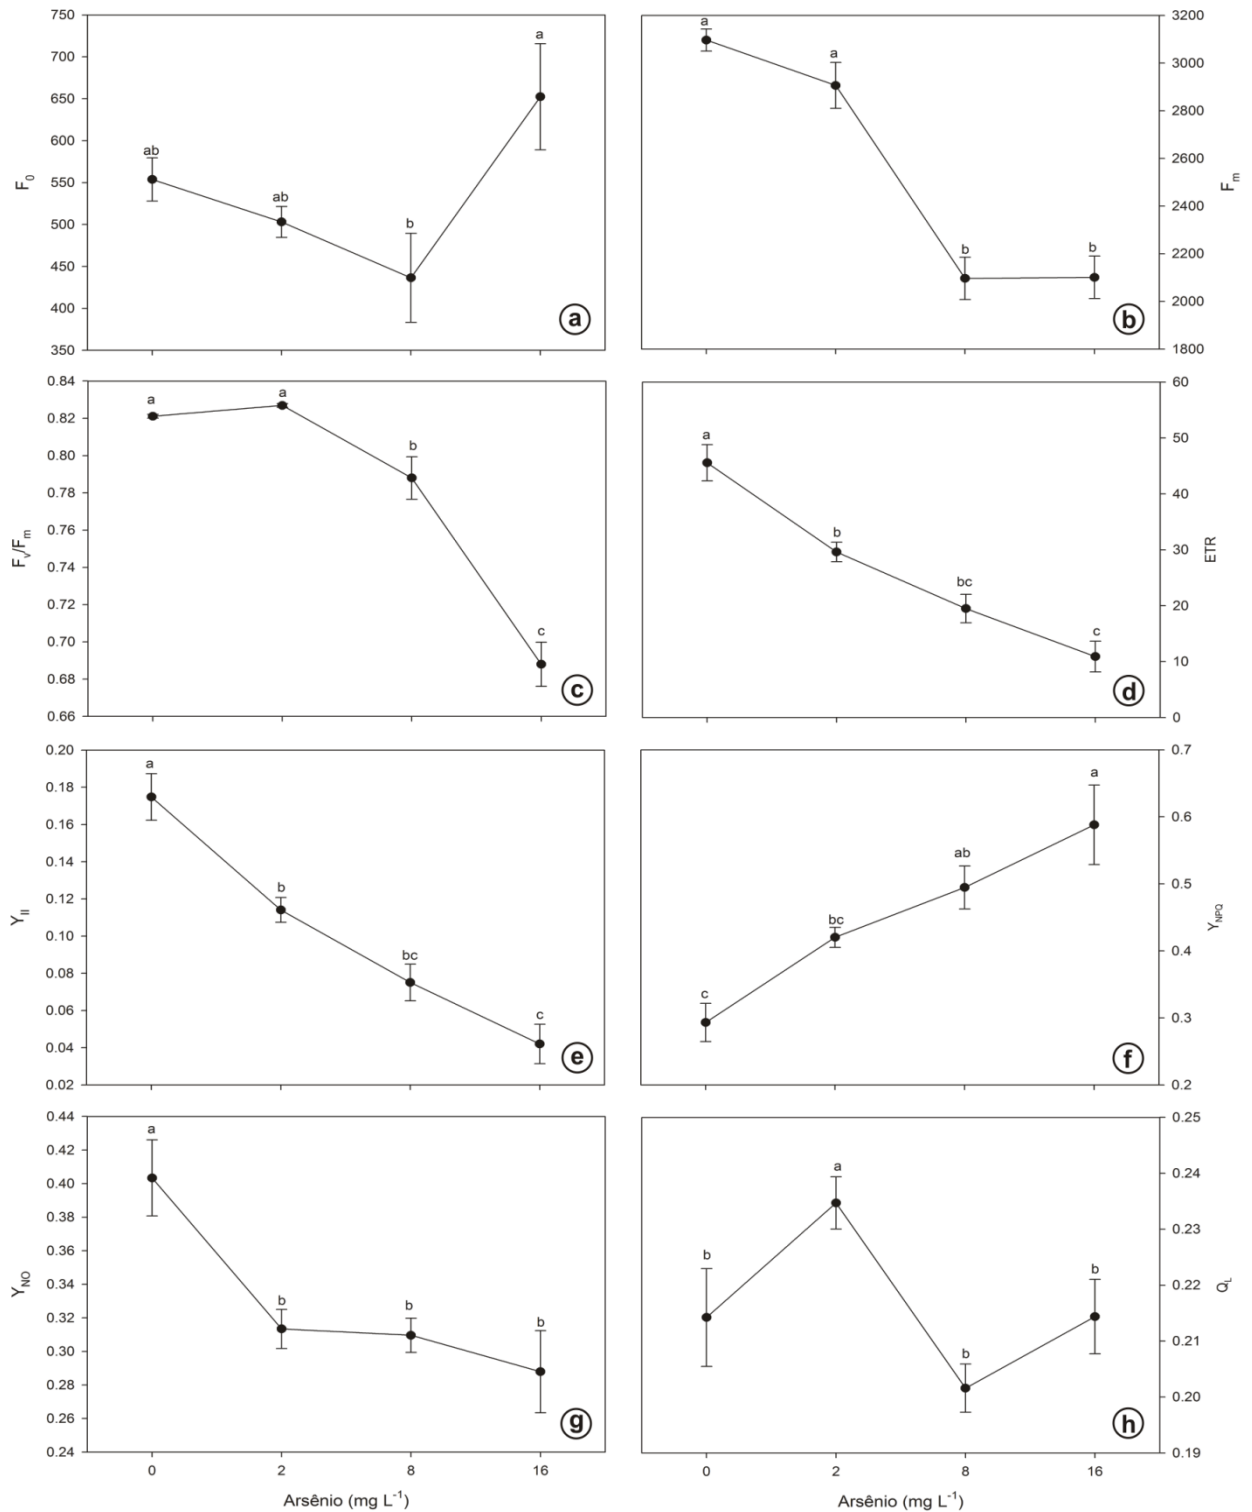 750
700
650
600
550
500
450
400
350
F₀
ab
ab
b
a
a
3200
3000
2800
2600
2400
2200
2000
1800
Fₘ
a
a
b
b
b
0.84
0.82
0.80
0.78
0.76
0.74
0.72
0.70
0.68
0.66
Fᵥ/Fₘ
a
a
b
c
c
60
50
40
30
20
10
0
ETR
a
b
bc
c
d
0.20
0.18
0.16
0.14
0.12
0.10
0.08
0.06
0.04
0.02
Y_II
a
b
bc
c
e
0.7
0.6
0.5
0.4
0.3
0.2
Y_NPQ
c
bc
ab
a
f
0.44
0.42
0.40
0.38
0.36
0.34
0.32
0.30
0.28
0.26
0.24
Y_NO
a
b
b
b
g
0 2 8 16
Arsênio (mg L⁻¹)
0.25
0.24
0.23
0.22
0.21
0.20
0.19
Q_L
b
a
b
b
h
0 2 8 16
Arsênio (mg L⁻¹)